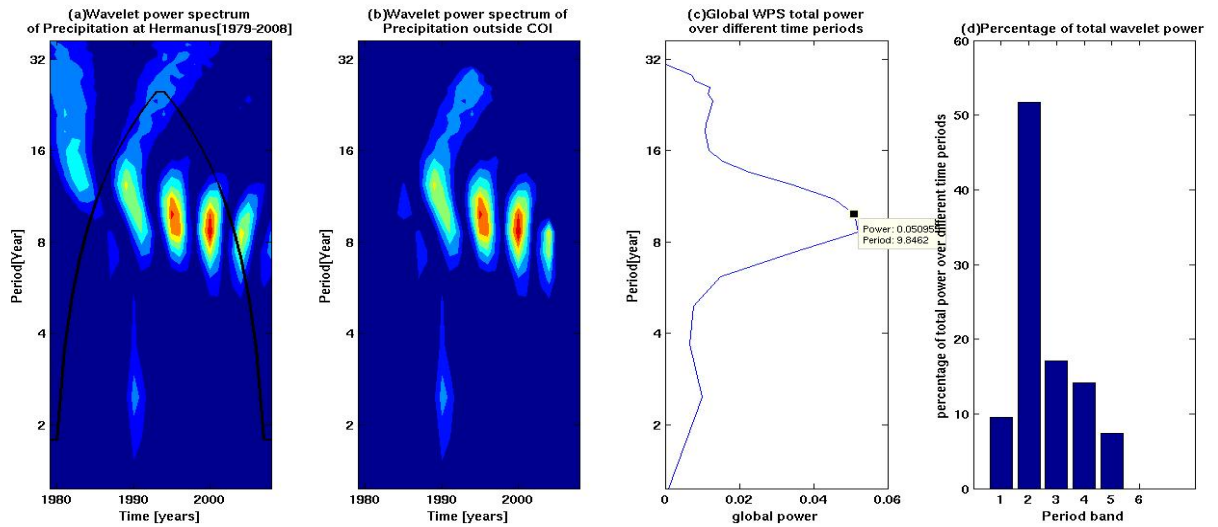 (a)Wavelet power spectrum
of Precipitation at Hermanus[1979-2008]
32
16
8
4
2
Period[Year]
1980
1990
2000
Time [years]
(b)Wavelet power spectrum of
Precipitation outside COI
32
16
8
4
2
Period[Year]
1980
1990
2000
Time [years]
(c)Global WPS total power
over different time periods
32
16
8
4
2
Period[Year]
Power: 0.05095
Period: 9.8462
0
0.02
0.04
0.06
global power
(d)Percentage of total wavelet power
60
50
40
30
20
10
0
percentage of total power over different time periods
1
2
3
4
5
6
Period band